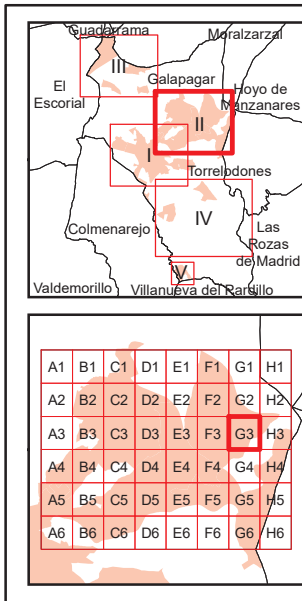 Guadarrama
Moralzarzal
III
El
Escorial
Galapagar
Hoyo de
Manzanares
II
I
Torrelodones
IV
Colmenarejo
Las
Rozas
de Madrid
V
Valdemorillo
Villanueva del Pardillo
A1 B1 C1 D1 E1 F1 G1 H1
A2 B2 C2 D2 E2 F2 G2 H2
A3 B3 C3 D3 E3 F3 G3 H3
A4 B4 C4 D4 E4 F4 G4 H4
A5 B5 C5 D5 E5 F5 G5 H5
A6 B6 C6 D6 E6 F6 G6 H6